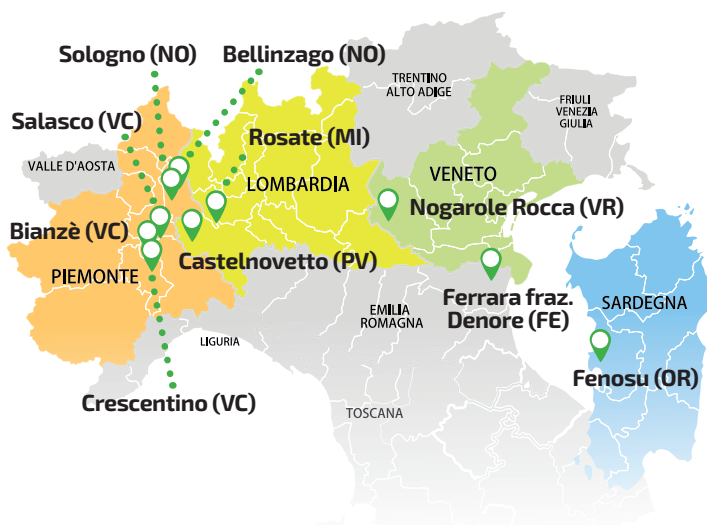 Sologno (NO)
Bellinzago (NO)
TRENTINO
ALTO ADIGE
FRIULI
VENEZIA
GIULIA
Salasco (VC)
Rosate (MI)
VALLE D'AOSTA
LOMBARDIA
VENETO
Nogarole Rocca (VR)
Bianzè (VC)
Castelnovetto (PV)
PIEMONTE
Ferrara fraz.
Denore (FE)
SARDEGNA
EMILIA
ROMAGNA
LIGURIA
Fenosu (OR)
Crescentino (VC)
TOSCANA